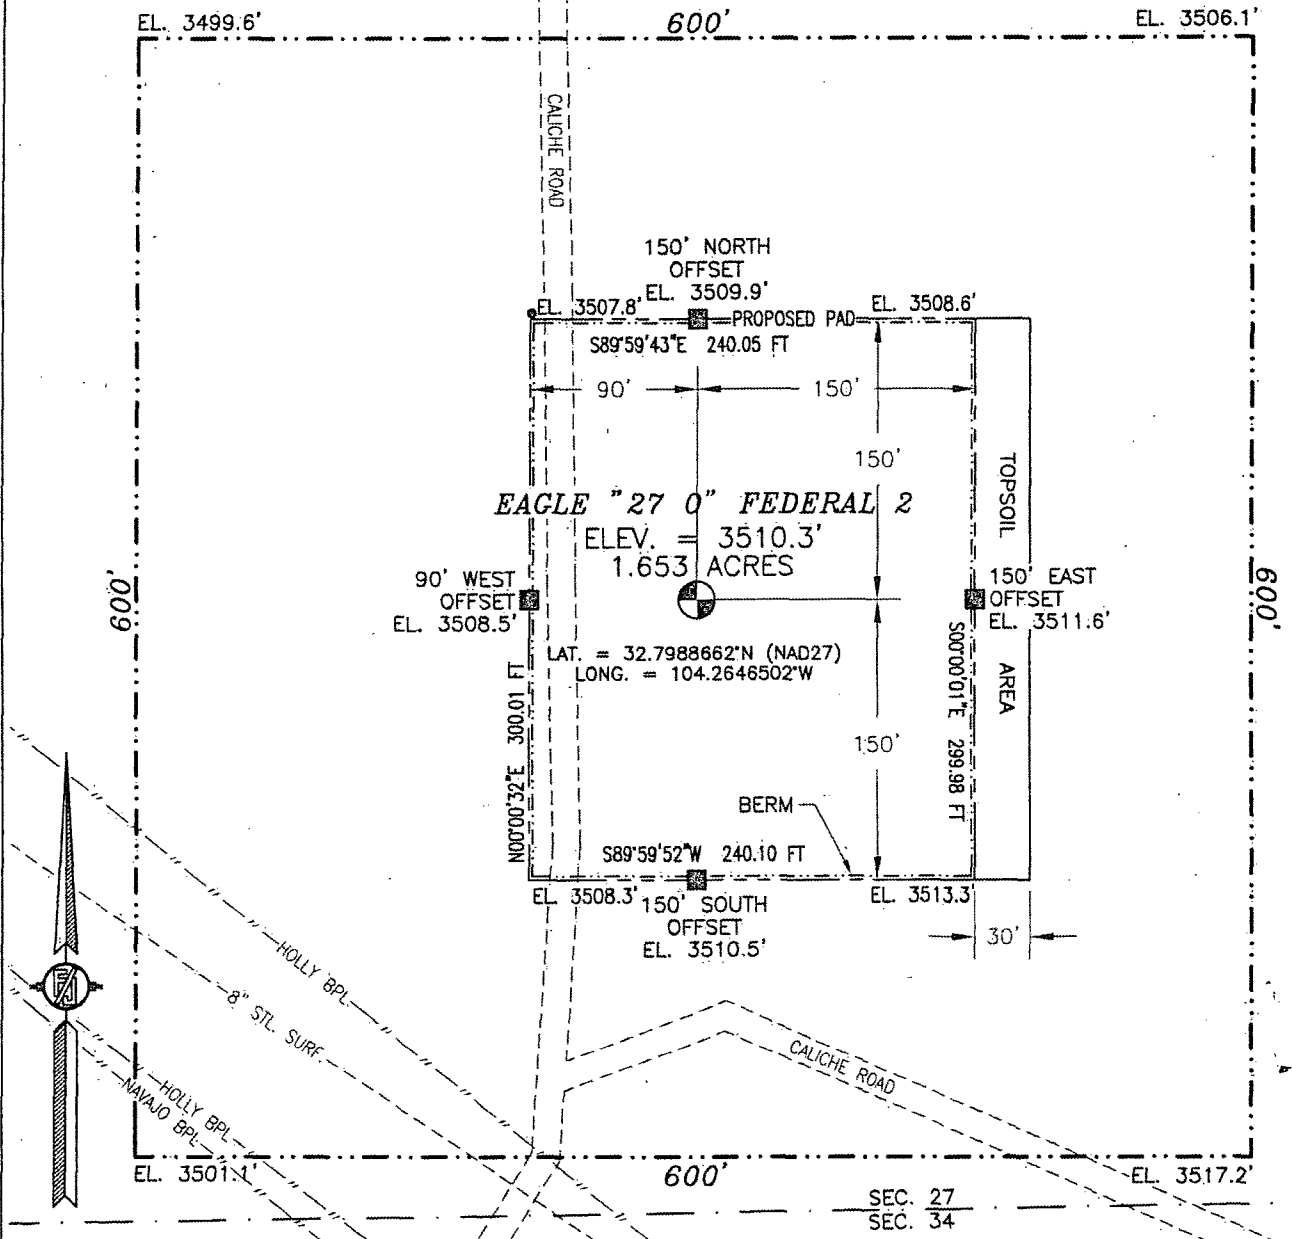 EL. 3499.6'
600'
EL. 3506.1'
CALICHE ROAD
150' NORTH
OFFSET
EL. 3509.9'
EL. 3507.8'
EL. 3508.6'
PROPOSED PAD
S89°59'43"E 240.05 FT
90'
150'
150'
TOPSOIL AREA
EAGLE "27 O" FEDERAL 2
ELEV. = 3510.3'
1.653 ACRES
90' WEST
OFFSET
EL. 3508.5'
150' EAST
OFFSET
EL. 3511.6'
600'
600'
LAT. = 32.7988662°N (NAD27)
LONG. = 104.2646502°W
N00°00'32"E 300.01 FT
S00°00'01"E 299.98 FT
150'
BERM
S89°59'52"W 240.10 FT
EL. 3508.3'
EL. 3513.3
150' SOUTH
OFFSET
EL. 3510.5'
30'
HOLLY BPL
8" STL. SURF.
HOLLY BPL
NAVAJO BPL
CALICHE ROAD
EL. 3501.1'
600'
EL. 3517.2'
SEC. 27
SEC. 34